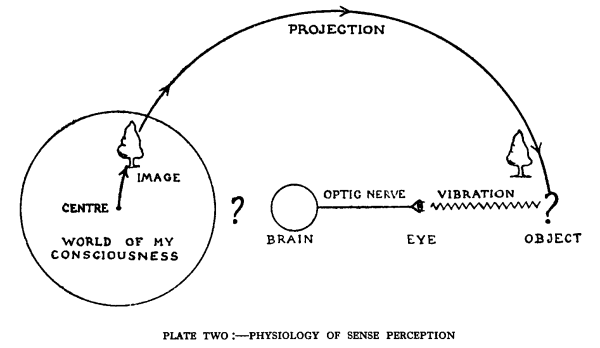 PROJECTION
IMAGE
CENTRE
WORLD OF MY
CONSCIOUSNESS
?
BRAIN
OPTIC NERVE
EYE
VIBRATION
?
OBJECT
PLATE TWO:—PHYSIOLOGY OF SENSE PERCEPTION